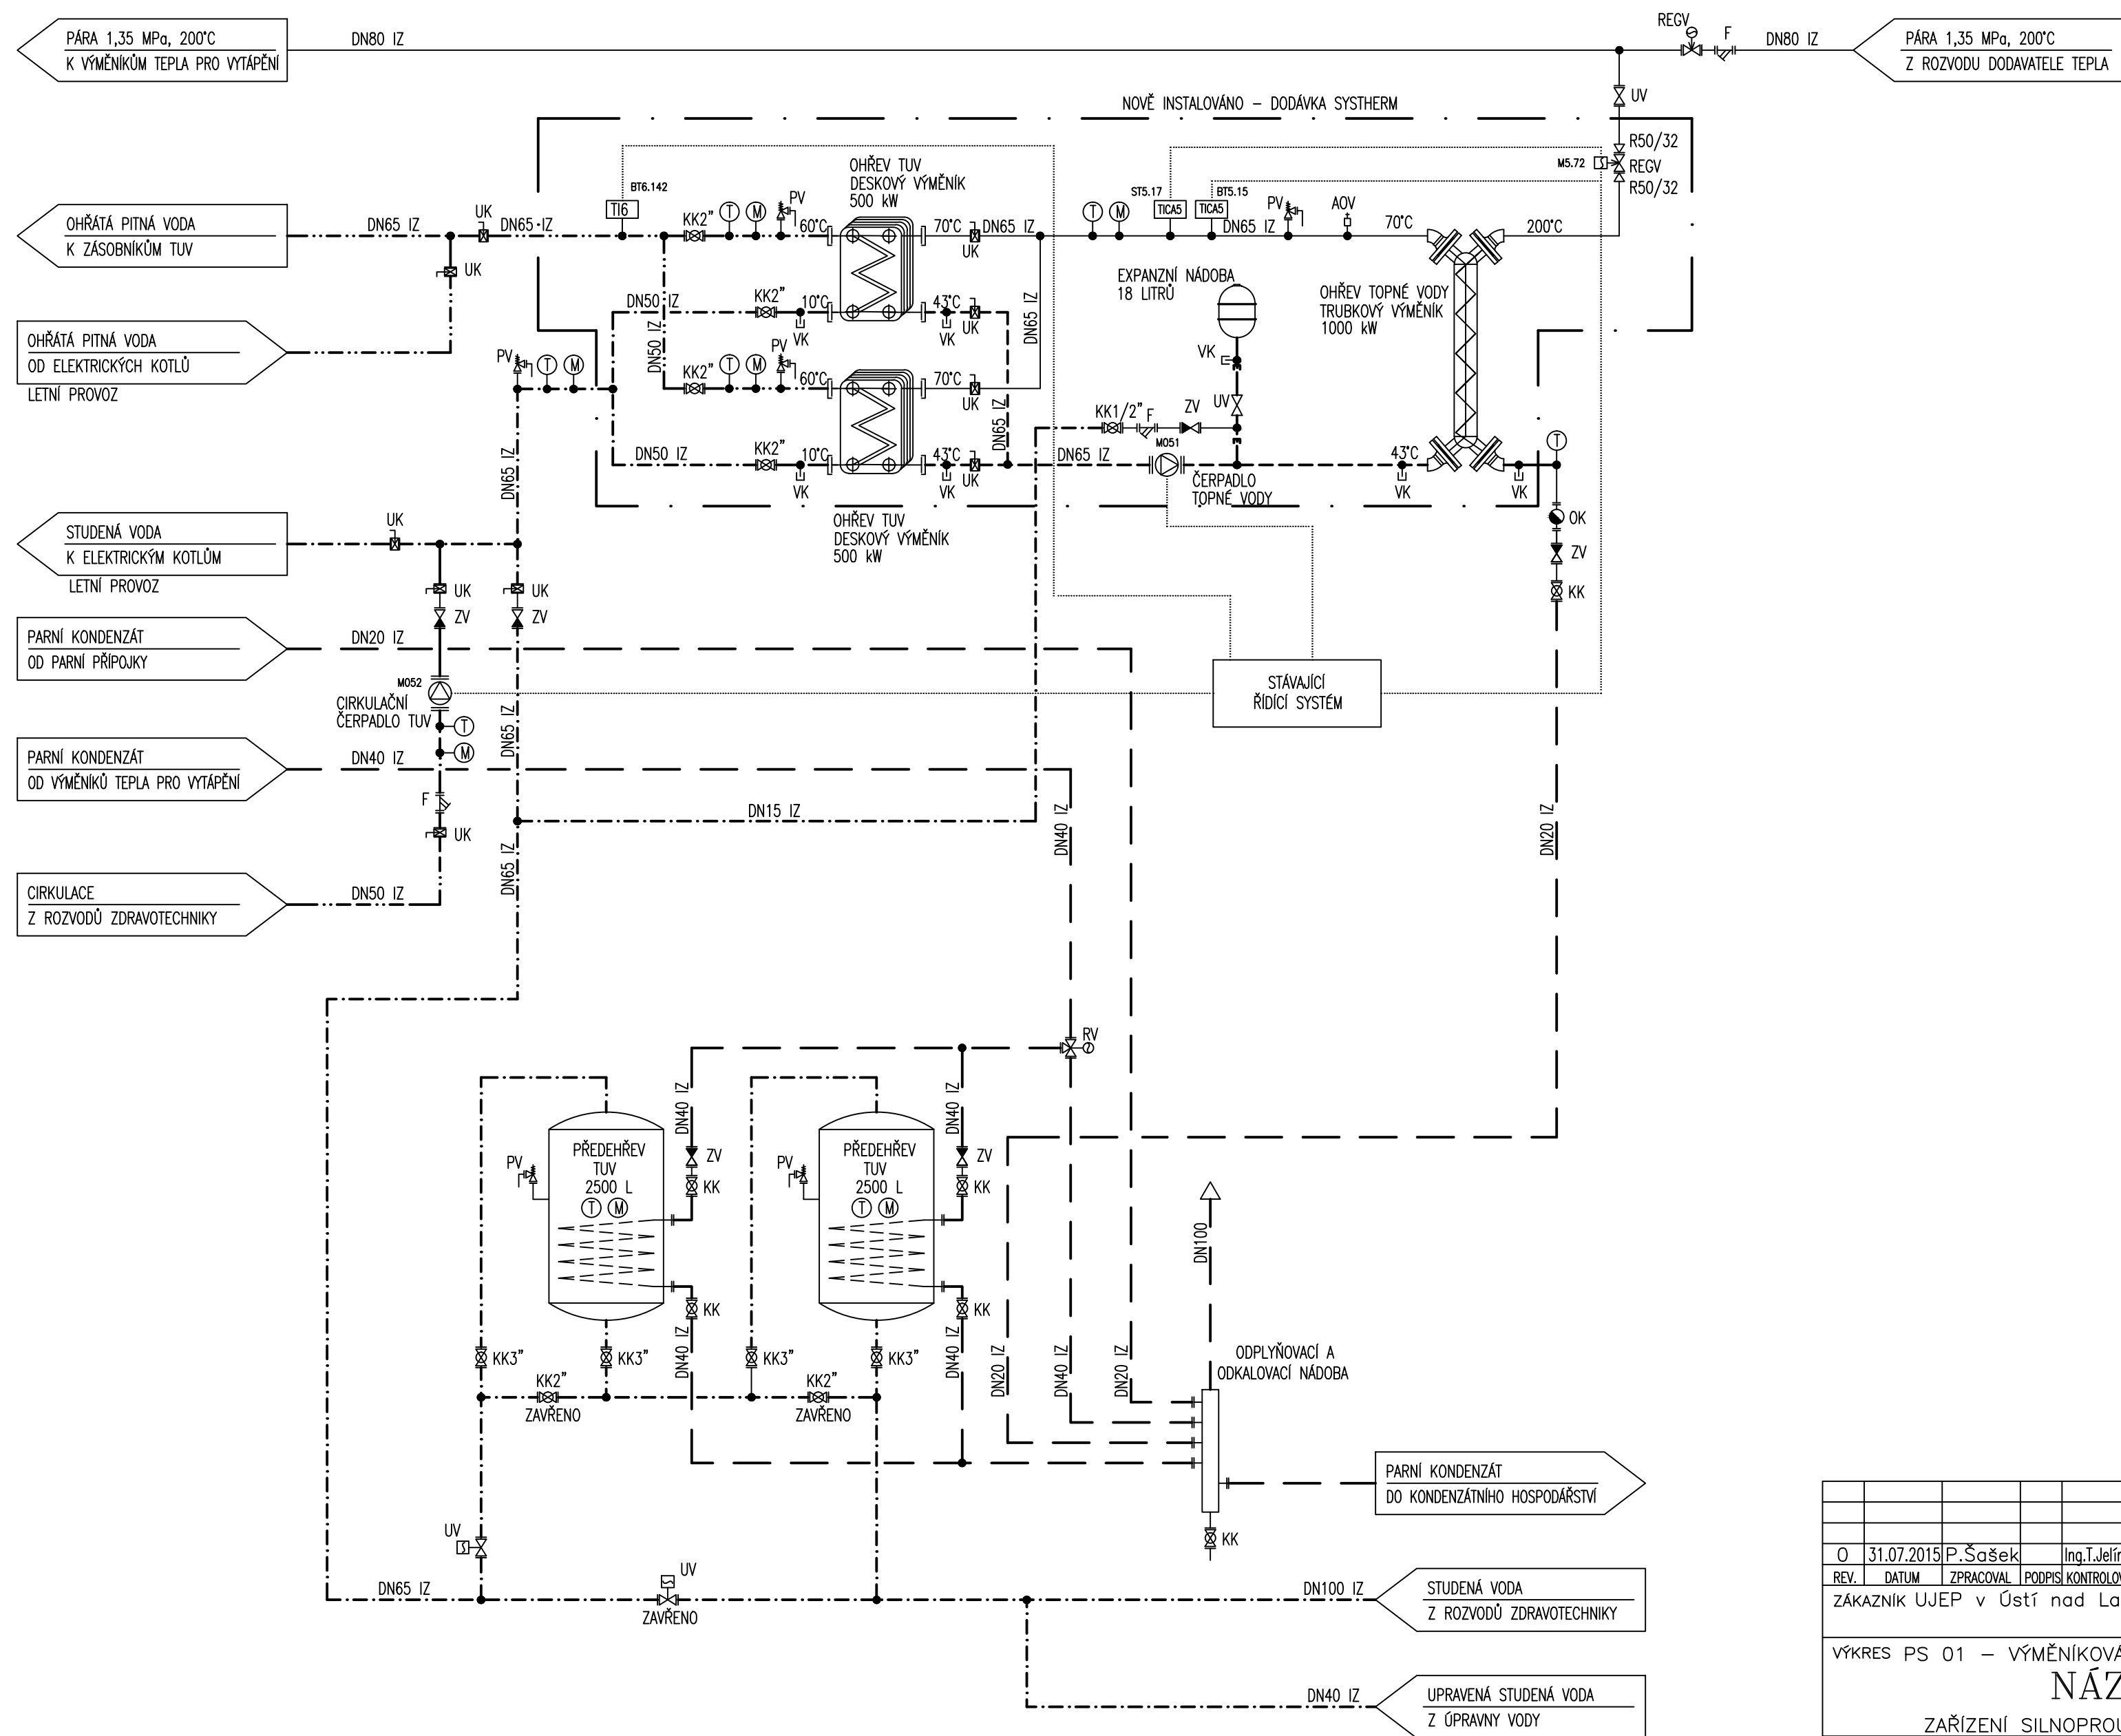 PÁRA 1,35 MPa, 200°C
K VÝMĚNÍKŮM TEPLA PRO VYTÁPĚNÍ
DN80 IZ
REGV
F
DN80 IZ
PÁRA 1,35 MPa, 200°C
Z ROZVODU DODAVATELE TEPLA
UV
NOVĚ INSTALOVÁNO – DODÁVKA SYSTHERM
R50/32
M5.72
REGV
R50/32
OHŘEV TUV
DESKOVÝ VÝMĚNÍK
500 kW
BT6.142
TI6
ST5.17
TICA5
BT5.15
TICA5
OHŘÁTÁ PITNÁ VODA
K ZÁSOBNÍKŮM TUV
DN65 IZ
UK
DN65 IZ
UK
KK2"
T
M
PV
60°C
70°C
UK
DN65 IZ
T
M
DN65 IZ
PV
AOV
70°C
200°C
OHŘÁTÁ PITNÁ VODA
OD ELEKTRICKÝCH KOTLŮ
LETNÍ PROVOZ
DN50 IZ
DN50 IZ
KK2"
10°C
VK
43°C
VK
UK
DN65 IZ
EXPANZNÍ NÁDOBA
18 LITRŮ
OHŘEV TOPNÉ VODY
TRUBKOVÝ VÝMĚNÍK
1000 kW
PV
T
M
KK2"
T
M
PV
60°C
70°C
UK
DN65 IZ
VK
UV
KK1/2"
F
ZV
DN65 IZ
DN50 IZ
KK2"
10°C
VK
43°C
VK
UK
DN65 IZ
M051
ČERPADLO
TOPNÉ VODY
43°C
VK
VK
T
OHŘEV TUV
DESKOVÝ VÝMĚNÍK
500 kW
OK
ZV
KK
STUDENÁ VODA
K ELEKTRICKÝM KOTLŮM
LETNÍ PROVOZ
UK
UK
ZV
UK
ZV
PARNÍ KONDENZÁT
OD PARNÍ PŘÍPOJKY
DN20 IZ
M052
CIRKULAČNÍ
ČERPADLO TUV
T
M
DN65 IZ
STÁVAJÍCÍ
ŘÍDÍCÍ SYSTÉM
PARNÍ KONDENZÁT
OD VÝMĚNÍKŮ TEPLA PRO VYTÁPĚNÍ
DN40 IZ
F
UK
DN15 IZ
DN40 IZ
DN20 IZ
DN65 IZ
CIRKULACE
Z ROZVODŮ ZDRAVOTECHNIKY
DN50 IZ
RV
DN40 IZ
DN40 IZ
PŘEDEHŘEV
TUV
2500 L
T
M
PV
ZV
KK
PŘEDEHŘEV
TUV
2500 L
T
M
PV
ZV
KK
DN100
KK
KK
DN40 IZ
DN40 IZ
DN20 IZ
DN40 IZ
DN20 IZ
KK3"
KK3"
KK3"
KK3"
KK2"
ZAVŘENO
KK2"
ZAVŘENO
ODPLYŇOVACÍ A
ODKALOVACÍ NÁDOBA
PARNÍ KONDENZÁT
DO KONDENZÁTNÍHO HOSPODÁŘSTVÍ
KK
UV
UV
ZAVŘENO
DN65 IZ
DN100 IZ
STUDENÁ VODA
Z ROZVODŮ ZDRAVOTECHNIKY
DN40 IZ
UPRAVENÁ STUDENÁ VODA
Z ÚPRAVNY VODY
0 31.07.2015 P.Šašek Ing.T.Jelín
REV. DATUM ZPRACOVAL PODPIS KONTROLOV
ZÁKAZNÍK UJEP v Ústí nad La
VÝKRES PS 01 – VÝMĚNÍKOVÁ
NÁZ
ZAŘÍZENÍ SILNOPROU